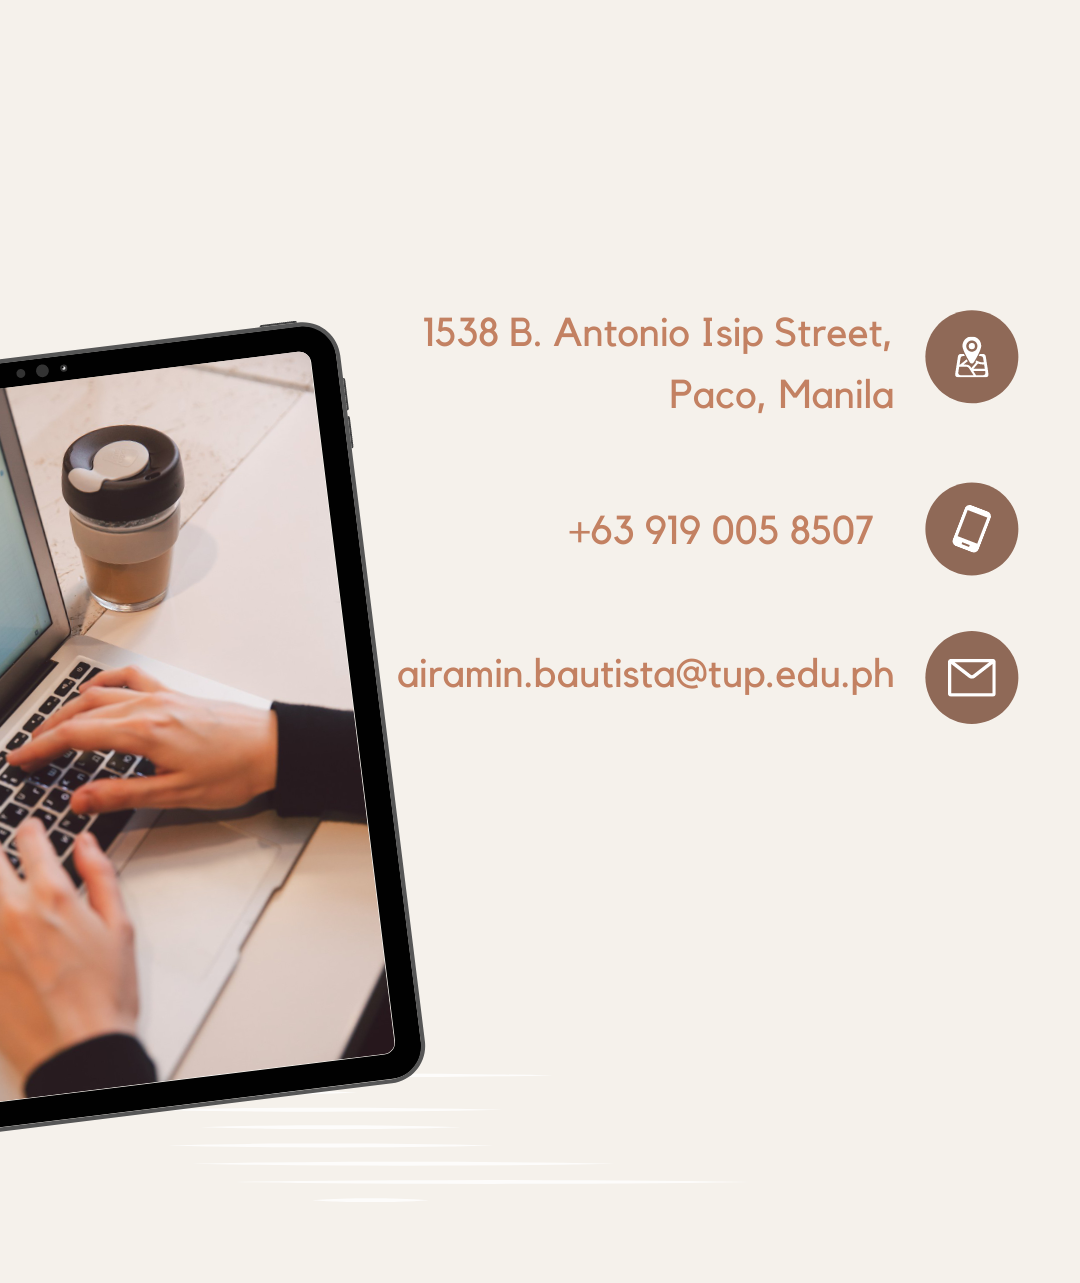 1538 B. Antonio Isip Street,
Paco, Manila
+63 919 005 8507
airamin.bautista@tup.edu.ph